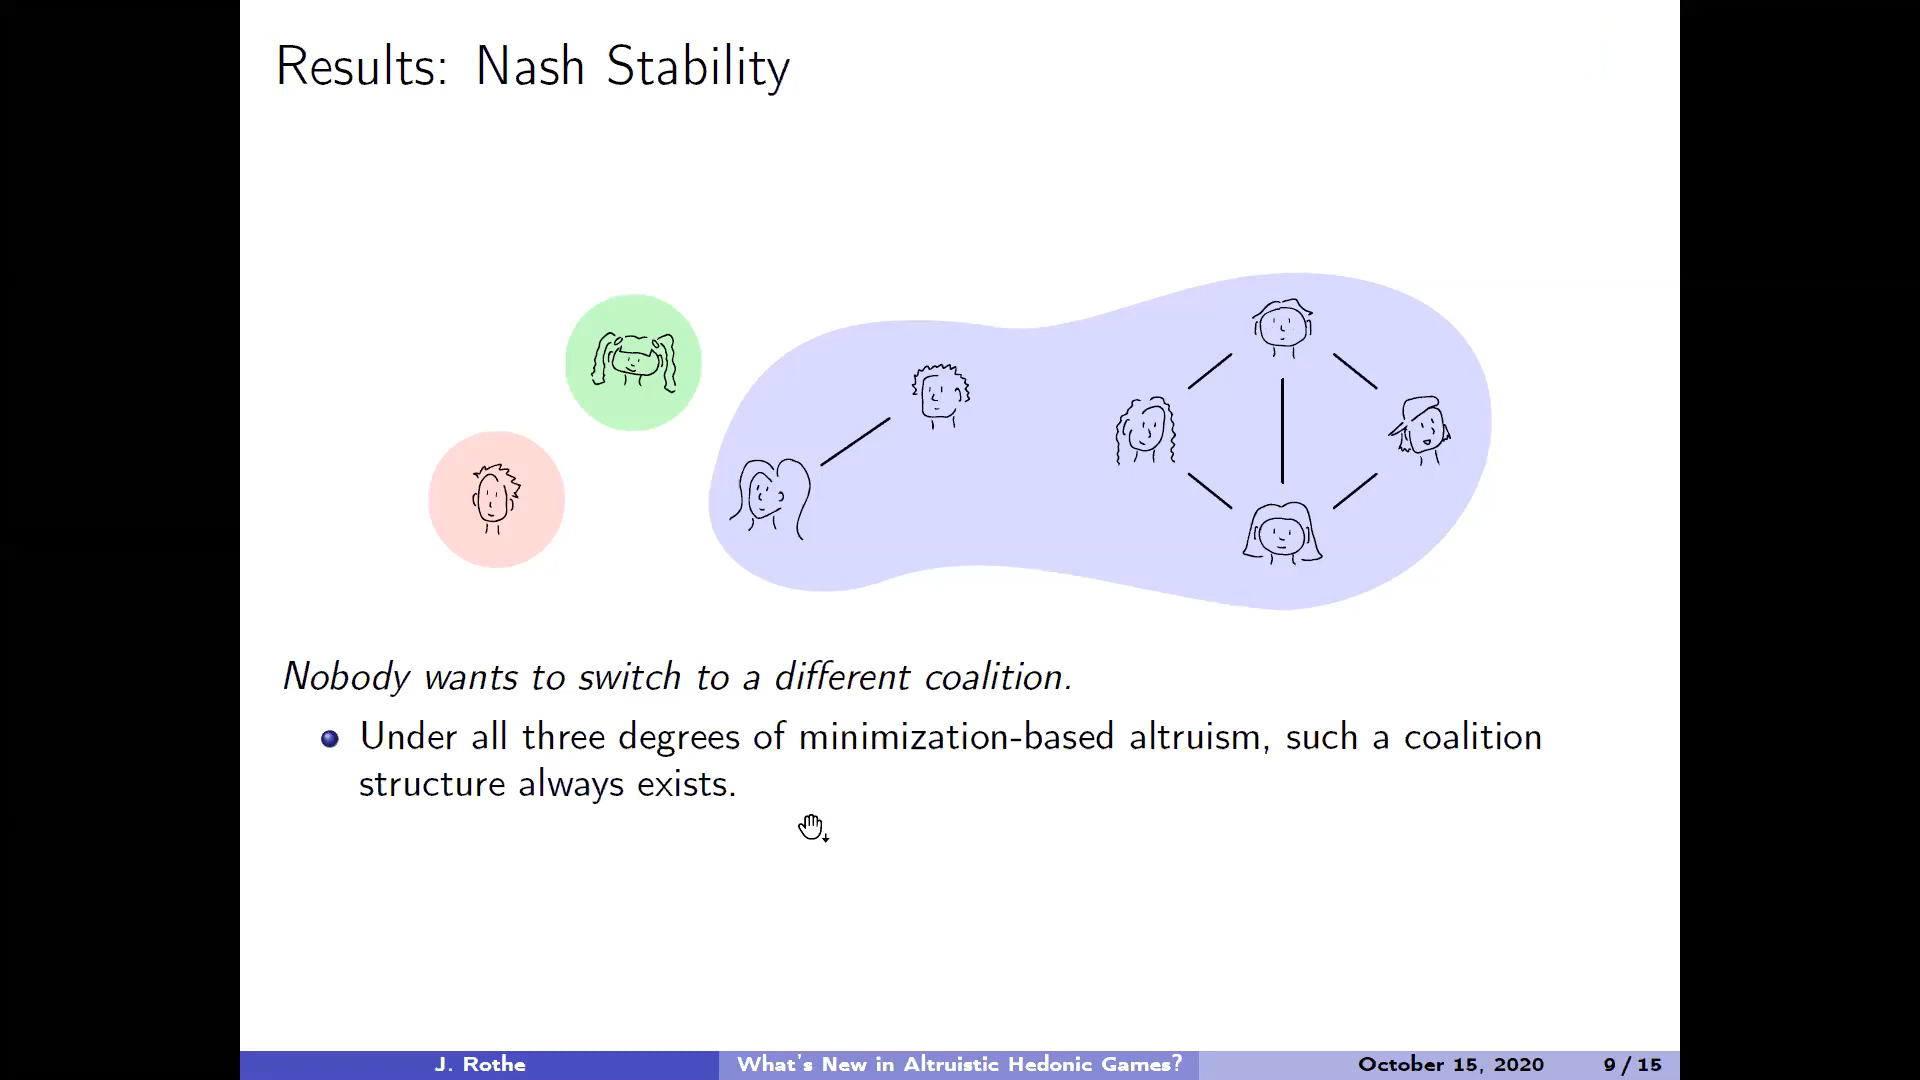 Results: Nash Stability
Nobody wants to switch to a different coalition.
Under all three degrees of minimization-based altruism, such a coalition
structure always exists.
J. Rothe
What's New in Altruistic Hedonic Games?
October 15, 2020
9 / 15